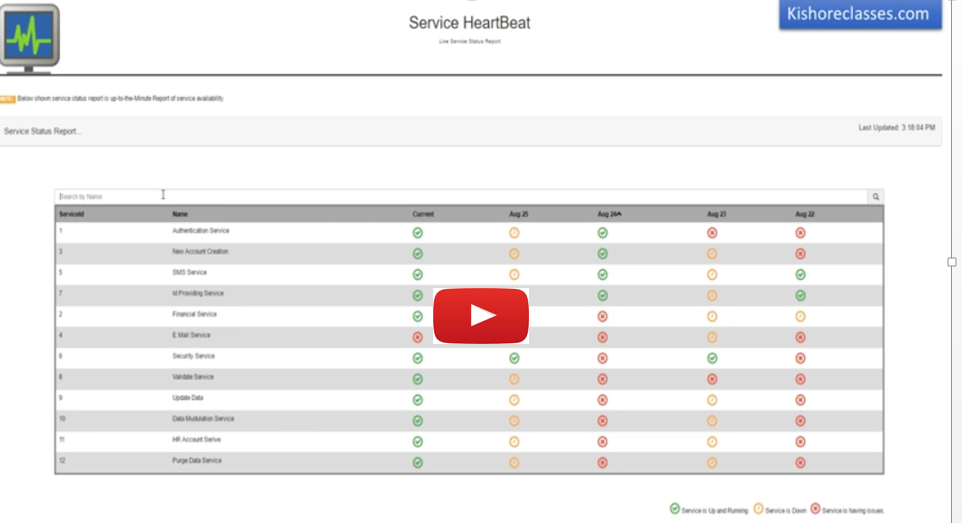 Kishoreclasses.com
Service HeartBeat
Live Service Status Report
NOTE: Below shown service status report is up-to-the-Minute Report of service availability.
Service Status Report... Last Updated: 3:18:04 PM
Search by Name
ServiceId Name Current Aug 25 Aug 24 Aug 23 Aug 22
1 Authentication Service
3 New Account Creation
5 SMS Service
7 Id Providing Service
2 Financial Service
4 E Mail Service
6 Security Service
8 Validate Service
9 Update Data
10 Data Mudulation Service
11 HR Account Serive
12 Purge Data Service
Service is Up and Running Service is Down Service is having issues.